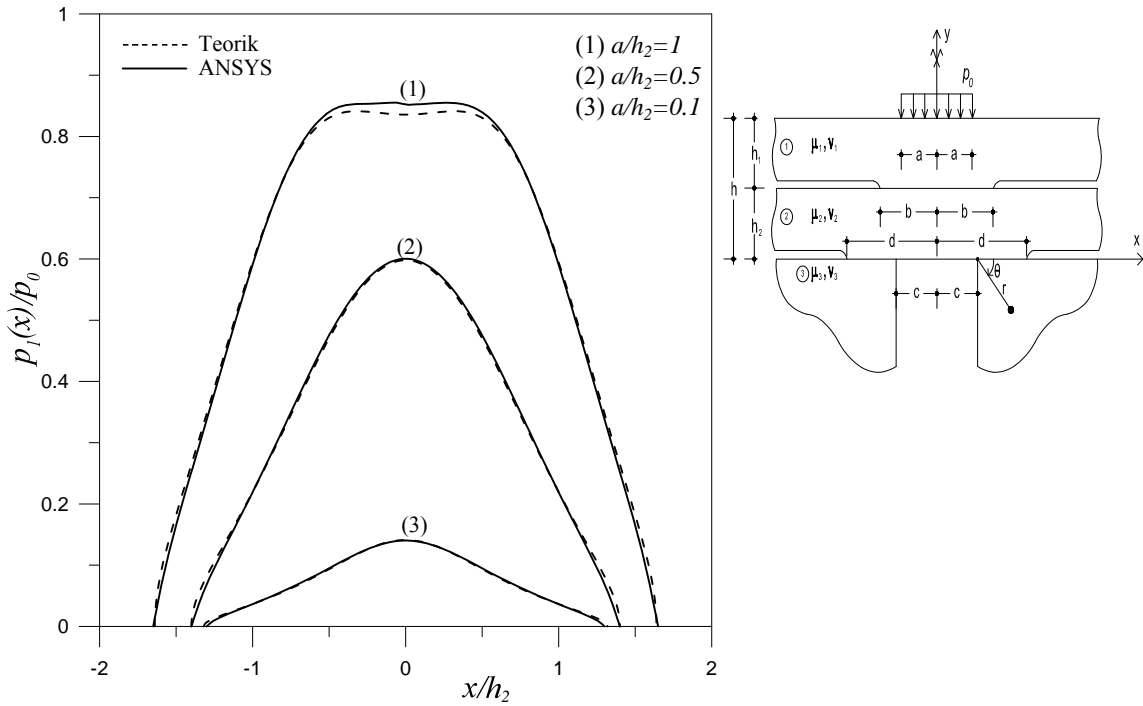 1
0.8
0.6
0.4
0.2
0
-2
-1
0
1
2
x/h2
p1(x)/p0
Teorik
ANSYS
(1) a/h2=1
(2) a/h2=0.5
(3) a/h2=0.1
(1)
(2)
(3)
y
p0
① μ1,ν1
a a
h
h1
② μ2,ν2
b b
h2
d d
x
③ μ3,ν3
θ
r
c c